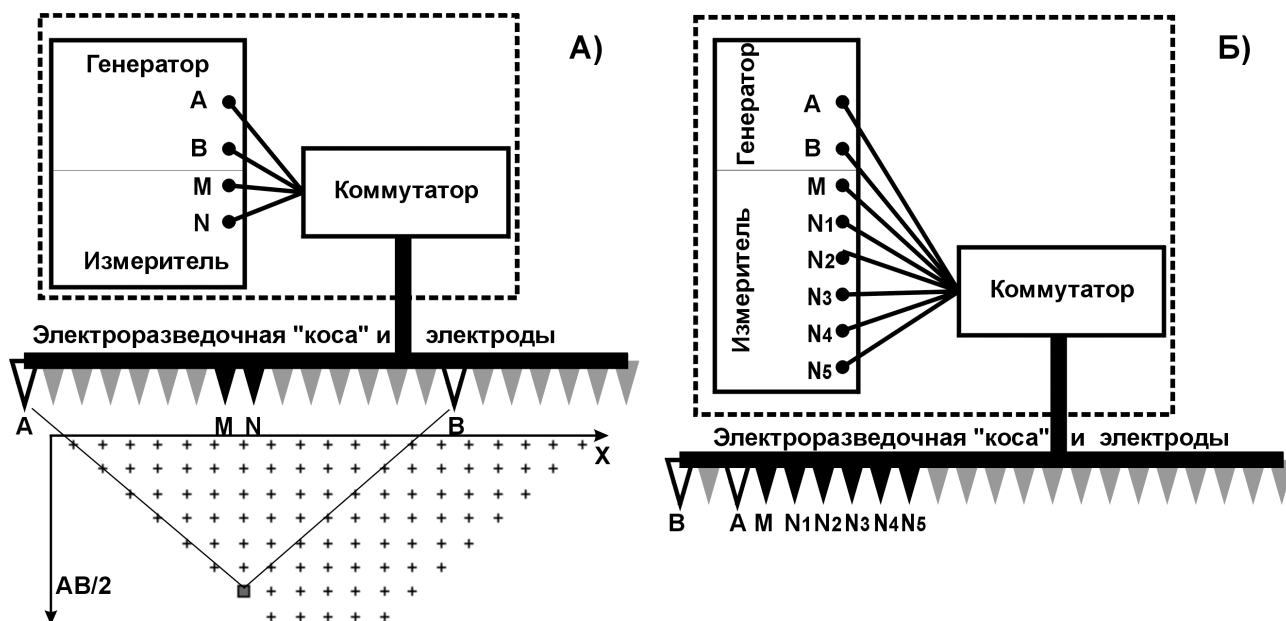 А)
Генератор
A
B
M
N
Измеритель
Коммутатор
Электроразведочная "коса" и электроды
A
M N
B
X
AB/2
Б)
Генератор
A
B
M
N1
N2
N3
N4
N5
Измеритель
Коммутатор
Электроразведочная "коса" и электроды
B A M N1 N2 N3 N4 N5